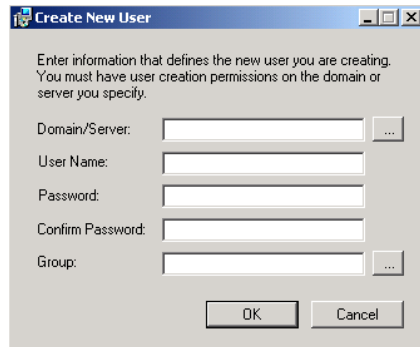 Create New User
Enter information that defines the new user you are creating.
You must have user creation permissions on the domain or
server you specify.
Domain/Server:
...
User Name:
Password:
Confirm Password:
Group:
...
OK
Cancel